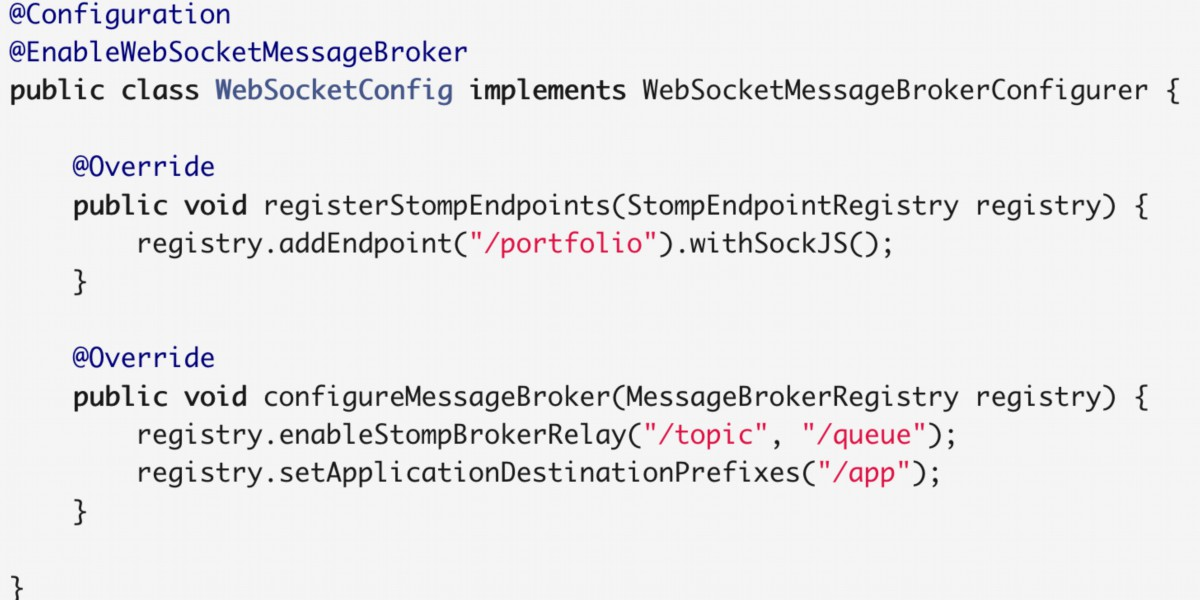 @Configuration
@EnableWebSocketMessageBroker
public class WebSocketConfig implements WebSocketMessageBrokerConfigurer {
    @Override
    public void registerStompEndpoints(StompEndpointRegistry registry) {
        registry.addEndpoint("/portfolio").withSockJS();
    }
    @Override
    public void configureMessageBroker(MessageBrokerRegistry registry) {
        registry.enableStompBrokerRelay("/topic", "/queue");
        registry.setApplicationDestinationPrefixes("/app");
    }
}